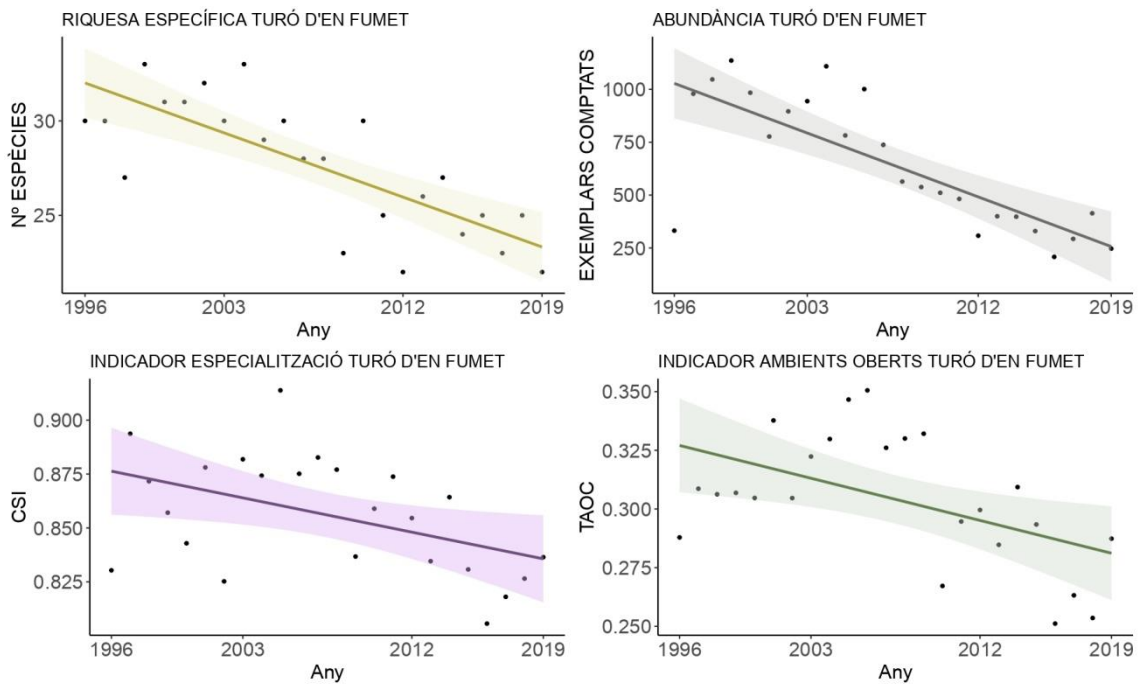 RIQUESA ESPECÍFICA TURÓ D'EN FUMET
Nº ESPÈCIES
30
25
1996
2003
2012
2019
Any
ABUNDÀNCIA TURÓ D'EN FUMET
EXEMPLARS COMPTATS
1000
750
500
250
1996
2003
2012
2019
Any
INDICADOR ESPECIALITZACIÓ TURÓ D'EN FUMET
CSI
0.900
0.875
0.850
0.825
1996
2003
2012
2019
Any
INDICADOR AMBIENTS OBERTS TURÓ D'EN FUMET
TAOC
0.350
0.325
0.300
0.275
0.250
1996
2003
2012
2019
Any